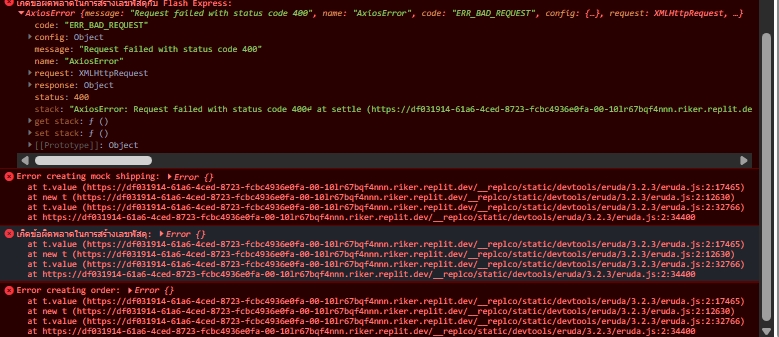 เกิดข้อผิดพลาดในการสร้างเลขพัสดุกับ Flash Express:
AxiosError {message: "Request failed with status code 400", name: "AxiosError", code: "ERR_BAD_REQUEST", config: {…}, request: XMLHttpRequest, …}
code: "ERR_BAD_REQUEST"
config: Object
message: "Request failed with status code 400"
name: "AxiosError"
request: XMLHttpRequest
response: Object
status: 400
stack: "AxiosError: Request failed with status code 400↵ at settle (https://df031914-61a6-4ced-8723-fcbc4936e0fa-00-10lr67bqf4nnn.riker.replit.de
get stack: ƒ ()
set stack: ƒ ()
[[Prototype]]: Object
Error creating mock shipping: Error {}
at t.value (https://df031914-61a6-4ced-8723-fcbc4936e0fa-00-10lr67bqf4nnn.riker.replit.dev/__replco/static/devtools/eruda/3.2.3/eruda.js:2:17465)
at new t (https://df031914-61a6-4ced-8723-fcbc4936e0fa-00-10lr67bqf4nnn.riker.replit.dev/__replco/static/devtools/eruda/3.2.3/eruda.js:2:12630)
at t.value (https://df031914-61a6-4ced-8723-fcbc4936e0fa-00-10lr67bqf4nnn.riker.replit.dev/__replco/static/devtools/eruda/3.2.3/eruda.js:2:32766)
at https://df031914-61a6-4ced-8723-fcbc4936e0fa-00-10lr67bqf4nnn.riker.replit.dev/__replco/static/devtools/eruda/3.2.3/eruda.js:2:34400
เกิดข้อผิดพลาดในการสร้างเลขพัสดุ: Error {}
at t.value (https://df031914-61a6-4ced-8723-fcbc4936e0fa-00-10lr67bqf4nnn.riker.replit.dev/__replco/static/devtools/eruda/3.2.3/eruda.js:2:17465)
at new t (https://df031914-61a6-4ced-8723-fcbc4936e0fa-00-10lr67bqf4nnn.riker.replit.dev/__replco/static/devtools/eruda/3.2.3/eruda.js:2:12630)
at t.value (https://df031914-61a6-4ced-8723-fcbc4936e0fa-00-10lr67bqf4nnn.riker.replit.dev/__replco/static/devtools/eruda/3.2.3/eruda.js:2:32766)
at https://df031914-61a6-4ced-8723-fcbc4936e0fa-00-10lr67bqf4nnn.riker.replit.dev/__replco/static/devtools/eruda/3.2.3/eruda.js:2:34400
Error creating order: Error {}
at t.value (https://df031914-61a6-4ced-8723-fcbc4936e0fa-00-10lr67bqf4nnn.riker.replit.dev/__replco/static/devtools/eruda/3.2.3/eruda.js:2:17465)
at new t (https://df031914-61a6-4ced-8723-fcbc4936e0fa-00-10lr67bqf4nnn.riker.replit.dev/__replco/static/devtools/eruda/3.2.3/eruda.js:2:12630)
at t.value (https://df031914-61a6-4ced-8723-fcbc4936e0fa-00-10lr67bqf4nnn.riker.replit.dev/__replco/static/devtools/eruda/3.2.3/eruda.js:2:32766)
at https://df031914-61a6-4ced-8723-fcbc4936e0fa-00-10lr67bqf4nnn.riker.replit.dev/__replco/static/devtools/eruda/3.2.3/eruda.js:2:34400